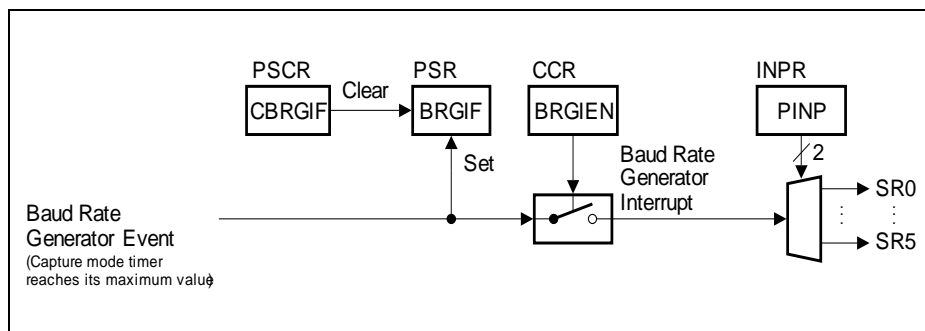 PSCR
PSR
CCR
INPR
Clear
CBRGIF
BRGIF
BRGIEN
PINP
Set
2
Baud Rate
Generator
Interrupt
SR0
SR5
Baud Rate
Generator Event
(Capture mode timer
reaches its maximum value)